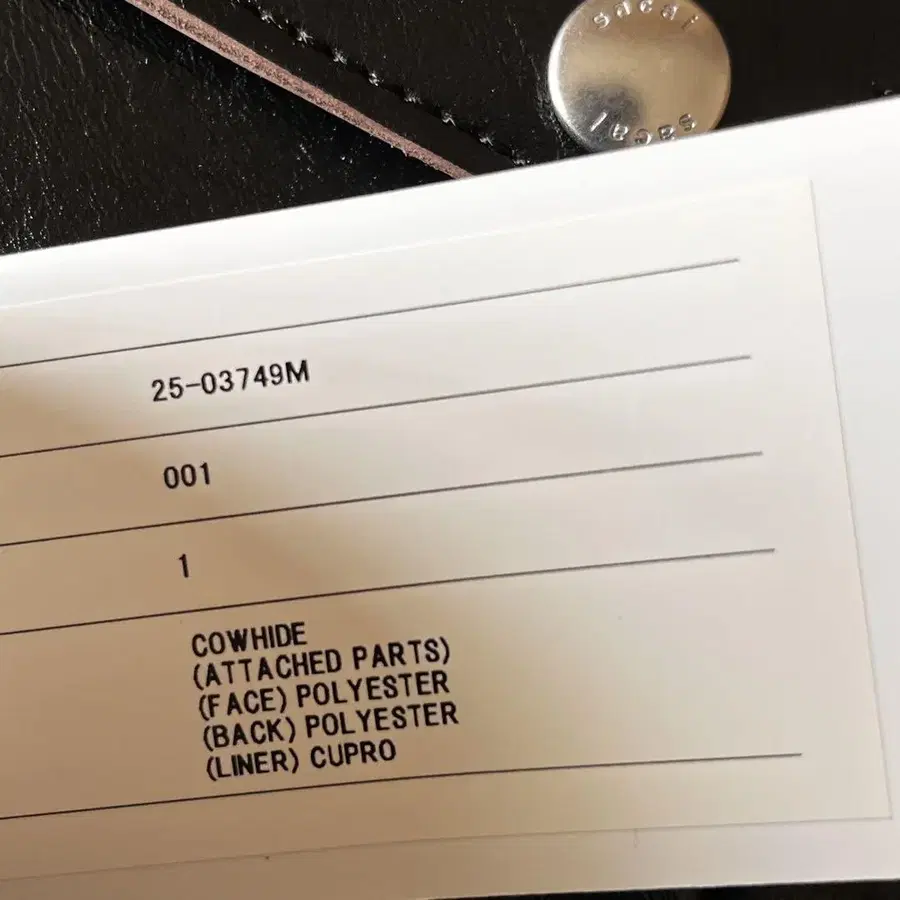 sacai
sacai
25-03749M
001
1
COWHIDE
(ATTACHED PARTS)
(FACE) POLYESTER
(BACK) POLYESTER
(LINER) CUPRO